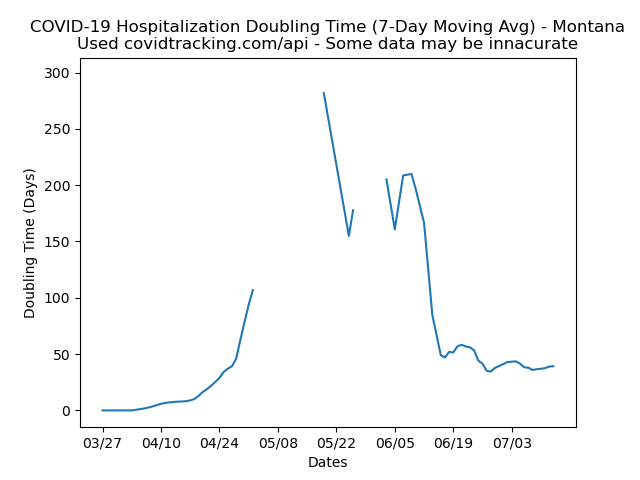 COVID-19 Hospitalization Doubling Time (7-Day Moving Avg) - Montana
Used covidtracking.com/api - Some data may be innacurate
300
250
200
150
100
50
0
Doubling Time (Days)
03/27 04/10 04/24 05/08 05/22 06/05 06/19 07/03
Dates